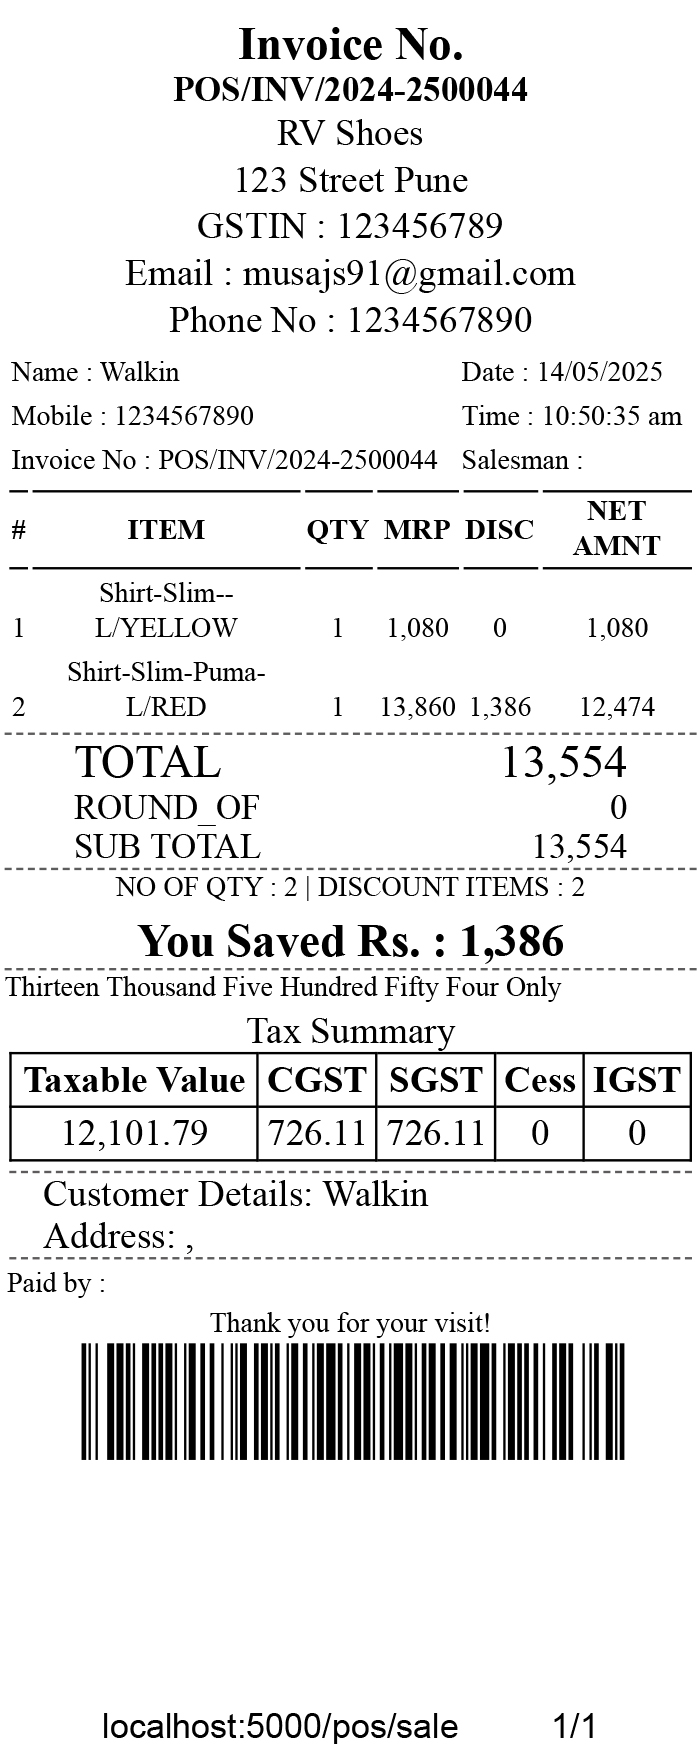 Invoice No.
POS/INV/2024-2500044
RV Shoes
123 Street Pune
GSTIN : 123456789
Email : musajs91@gmail.com
Phone No : 1234567890
Name : Walkin Date : 14/05/2025
Mobile : 1234567890 Time : 10:50:35 am
Invoice No : POS/INV/2024-2500044 Salesman :
# ITEM QTY MRP DISC NET AMNT
Shirt-Slim--
1 L/YELLOW 1 1,080 0 1,080
Shirt-Slim-Puma-
2 L/RED 1 13,860 1,386 12,474
TOTAL 13,554
ROUND_OF 0
SUB TOTAL 13,554
NO OF QTY : 2 | DISCOUNT ITEMS : 2
You Saved Rs. : 1,386
Thirteen Thousand Five Hundred Fifty Four Only
Tax Summary
Taxable Value CGST SGST Cess IGST
12,101.79 726.11 726.11 0 0
Customer Details: Walkin
Address: ,
Paid by :
Thank you for your visit!
localhost:5000/pos/sale 1/1